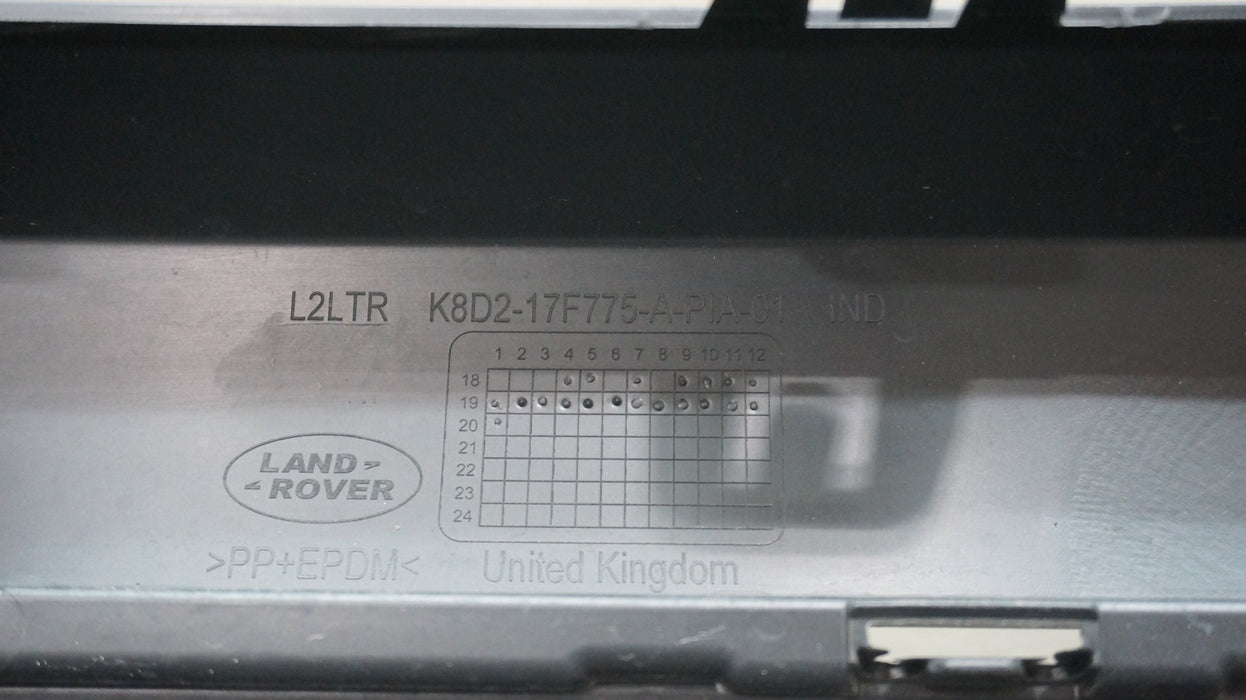 L2LTR K8D2-17F775-A-PIA-01 IND
1 2 3 4 5 6 7 8 9 10 11 12
18
19
20
21
22
23
24
LAND
ROVER
>PP+EPDM< United Kingdom